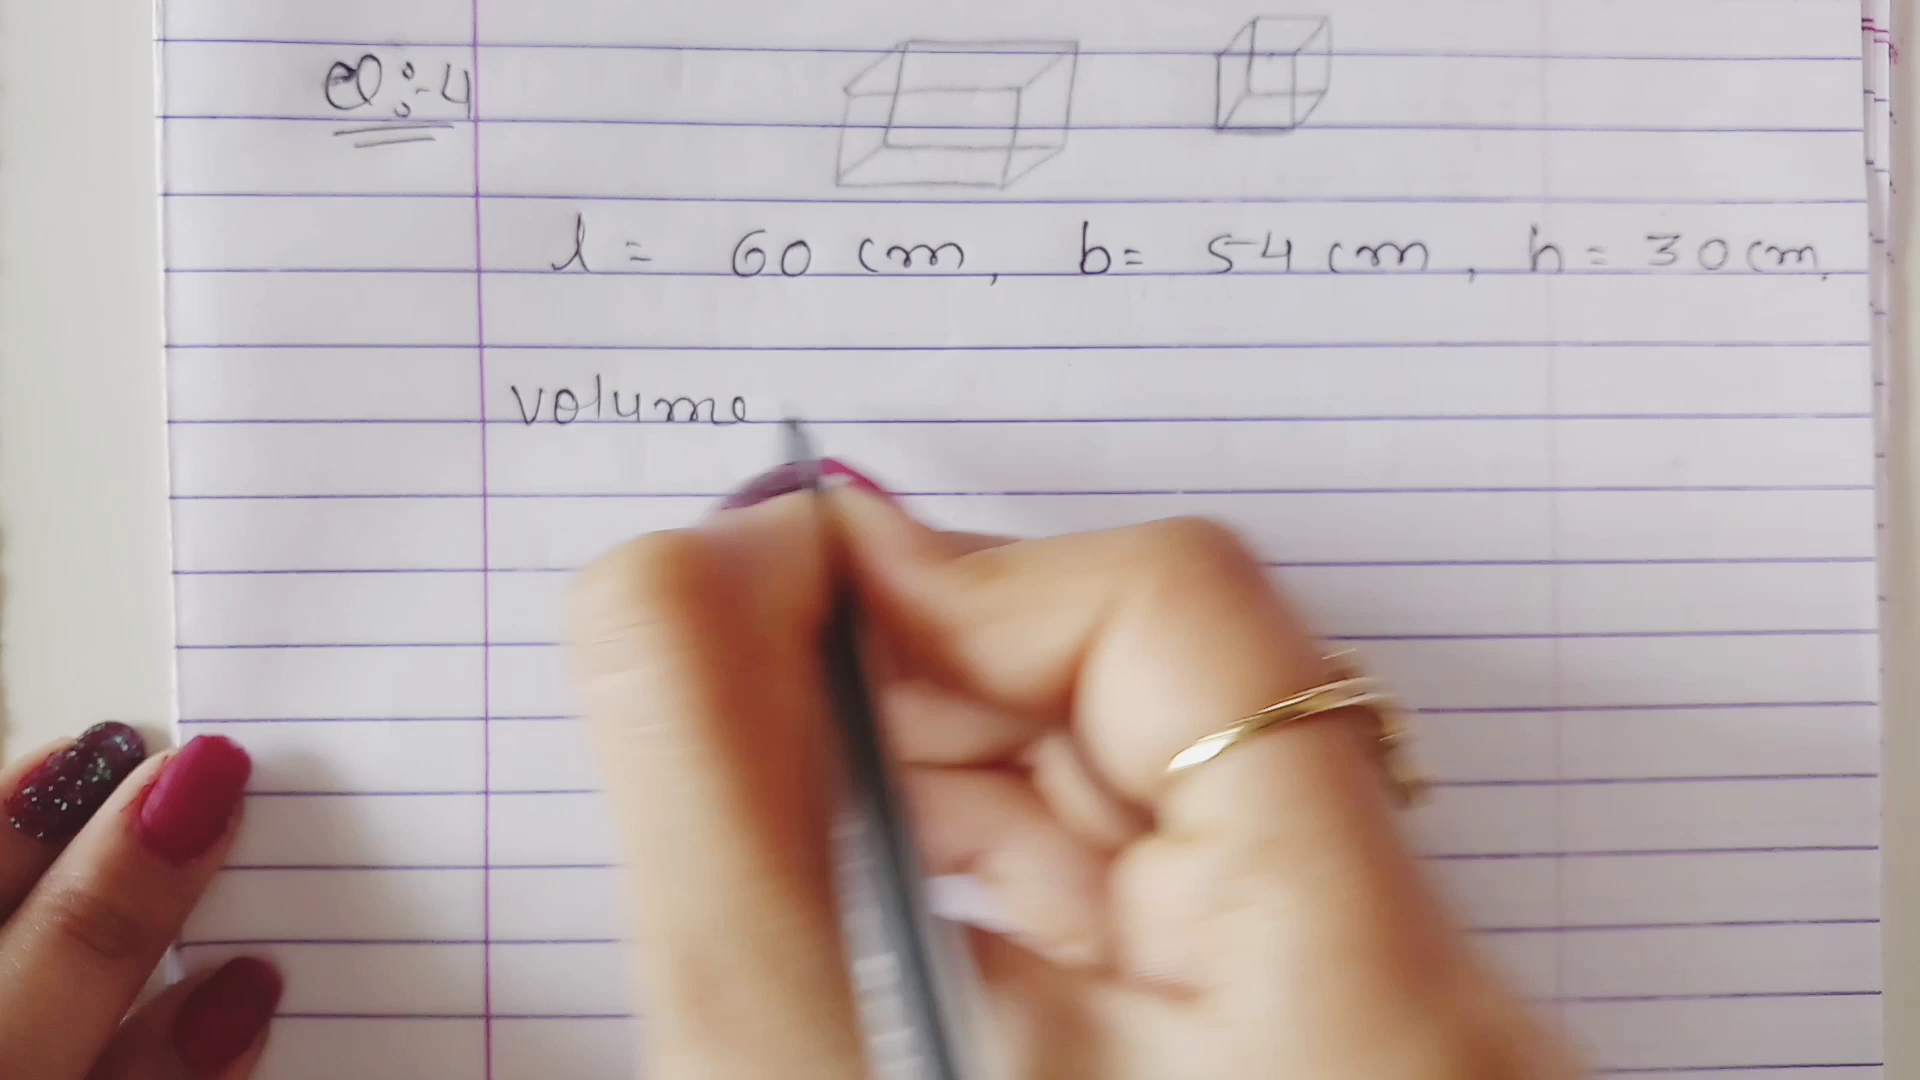 Q:-4
l = 60 cm, b= 54 cm, h = 30 cm.
volume